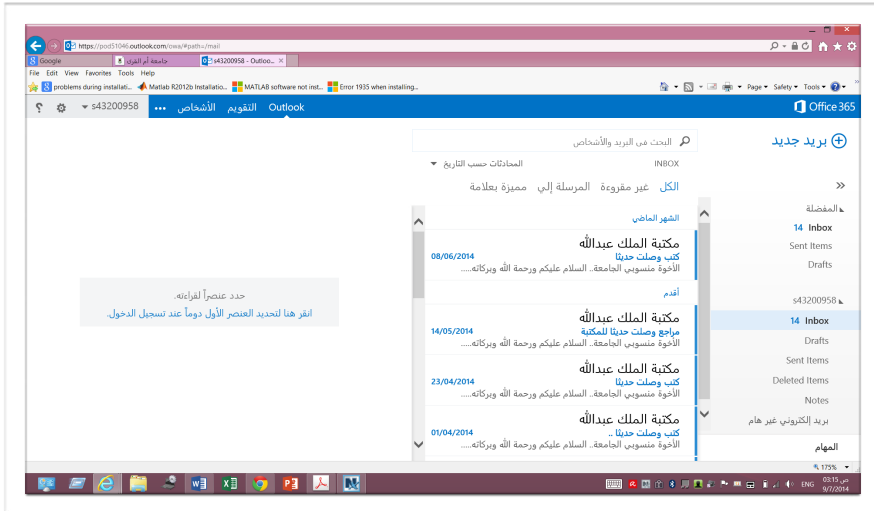 https://pod51046.outlook.com/owa/#path=/mail
Google
جامعة أم القرى
s43200958 - Outloo...
File Edit View Favorites Tools Help
problems during installati...
Matlab R2012b Installatio...
MATLAB software not inst...
Error 1935 when installing...
Page Safety Tools
Office 365
Outlook التقويم الأشخاص
s43200958
بريد جديد
البحث في البريد والأشخاص
INBOX
المحادثات حسب التاريخ
الكل غير مقروءة المرسلة إلي مميزة بعلامة
المفضلة
14 Inbox
Sent Items
Drafts
s43200958
14 Inbox
Drafts
Sent Items
Deleted Items
Notes
بريد إلكتروني غير هام
المهام
الشهر الماضي
مكتبة الملك عبدالله
كتب وصلت حديثا
08/06/2014
الأخوة منسوبي الجامعة.. السلام عليكم ورحمة الله وبركاته.....
أقدم
مكتبة الملك عبدالله
مراجع وصلت حديثا للمكتبة
14/05/2014
الأخوة منسوبي الجامعة.. السلام عليكم ورحمة الله وبركاته.....
مكتبة الملك عبدالله
كتب وصلت حديثا
23/04/2014
الأخوة منسوبي الجامعة.. السلام عليكم ورحمة الله وبركاته.....
مكتبة الملك عبدالله
كتب وصلت حديثا ..
01/04/2014
الأخوة منسوبي الجامعة.. السلام عليكم ورحمة الله وبركاته.....
حدد عنصراً لقراءته.
انقر هنا لتحديد العنصر الأول دوماً عند تسجيل الدخول.
175%
ENG
03:15 ص
9/7/2014